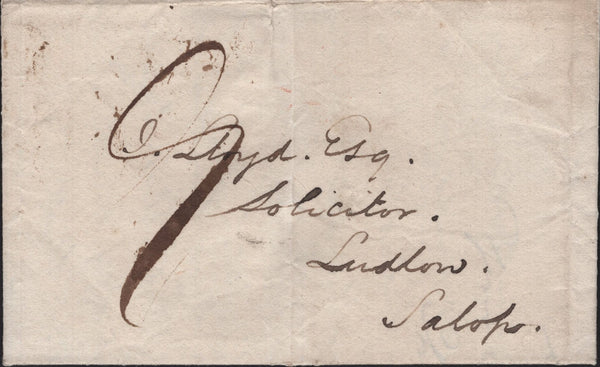 9
J. Lloyd. Esq.
Solicitor.
Ludlow.
Salop.